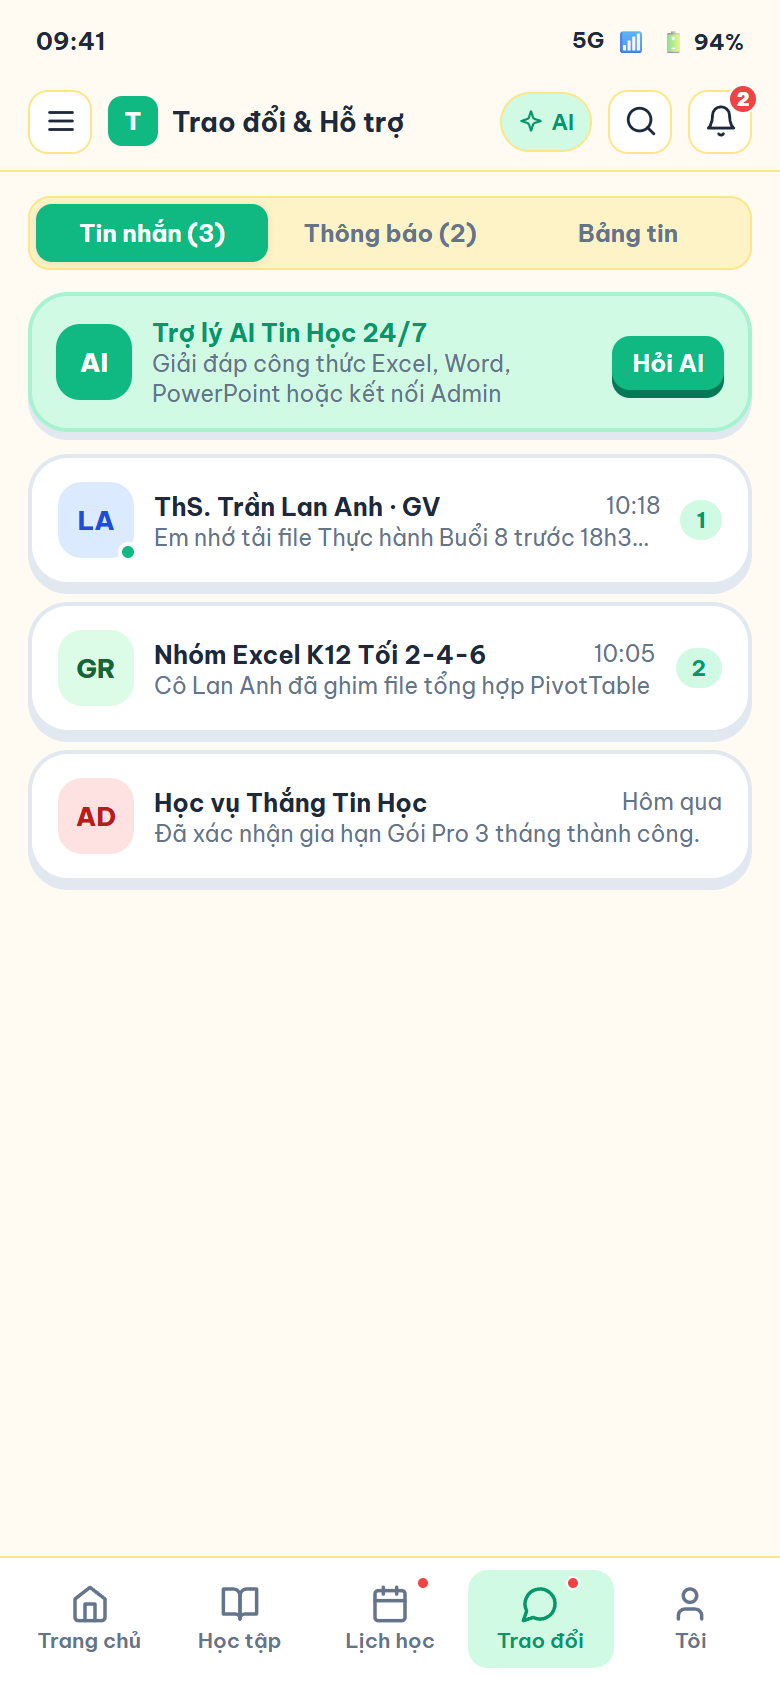 09:41
5G 94%
T Trao đổi & Hỗ trợ AI 2
Tin nhắn (3) Thông báo (2) Bảng tin
AI
Trợ lý AI Tin Học 24/7
Giải đáp công thức Excel, Word,
PowerPoint hoặc kết nối Admin
Hỏi AI
LA
ThS. Trần Lan Anh · GV 10:18
Em nhớ tải file Thực hành Buổi 8 trước 18h3...
1
GR
Nhóm Excel K12 Tối 2-4-6 10:05
Cô Lan Anh đã ghim file tổng hợp PivotTable
2
AD
Học vụ Thắng Tin Học Hôm qua
Đã xác nhận gia hạn Gói Pro 3 tháng thành công.
Trang chủ Học tập Lịch học Trao đổi Tôi